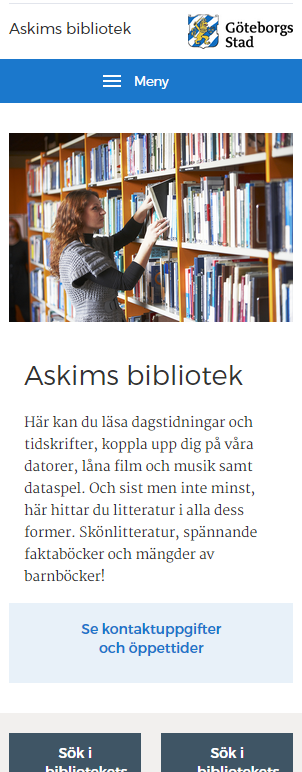 Askims bibliotek
Göteborgs
Stad
Meny
Askims bibliotek
Här kan du läsa dagstidningar och
tidskrifter, koppla upp dig på våra
datorer, låna film och musik samt
dataspel. Och sist men inte minst,
här hittar du litteratur i alla dess
former. Skönlitteratur, spännande
faktaböcker och mängder av
barnböcker!
Se kontaktuppgifter
och öppettider
Sök i
bibliotekets
Sök i
bibliotekets